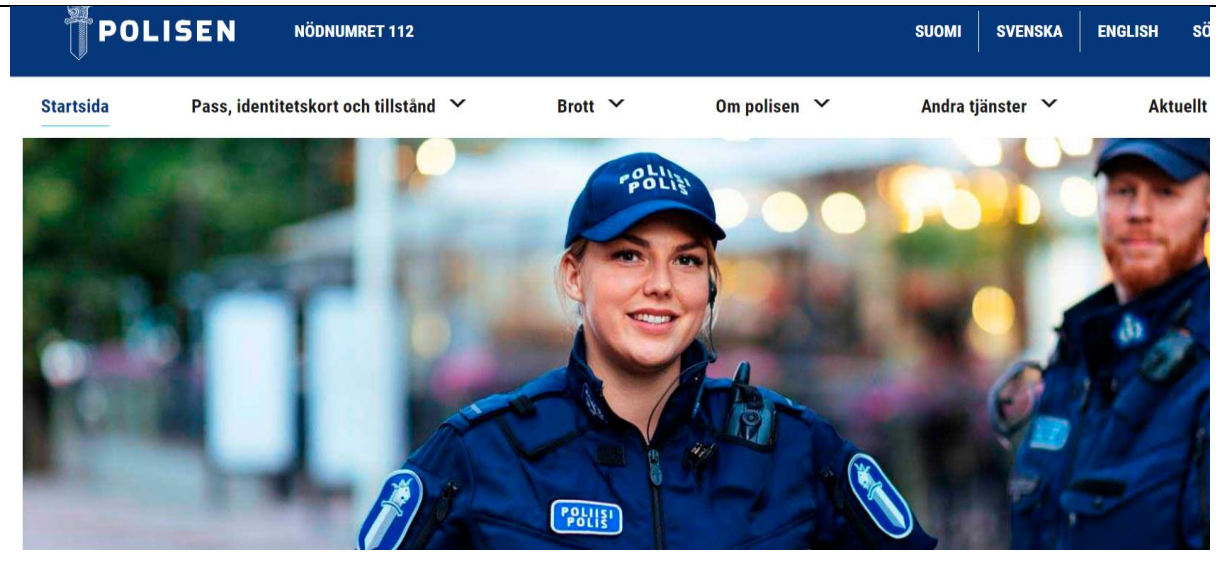 POLISEN NÖDNUMRET 112 SUOMI SVENSKA ENGLISH SÖ
Startsida Pass, identitetskort och tillstånd Brott Om polisen Andra tjänster Aktuellt
POLIISI
POLIS
POLIISI
POLIS